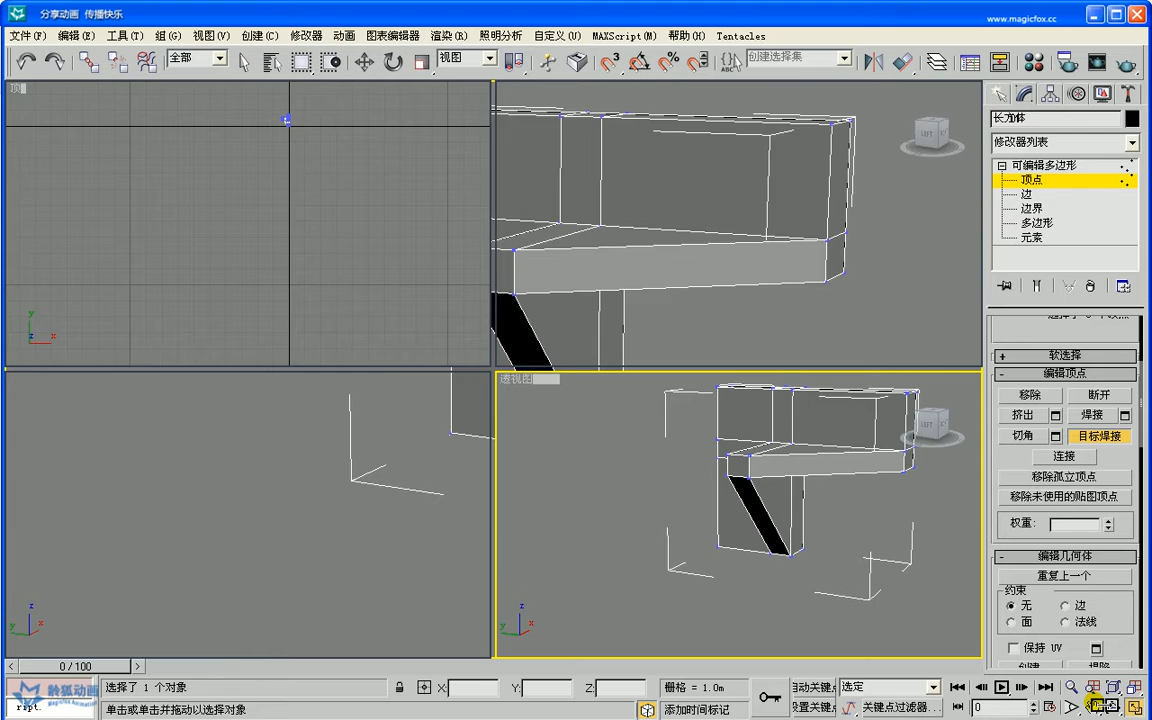 分享动画 传播快乐
www.magicfox.cc
文件(F) 编辑(E) 工具(T) 组(G) 视图(V) 创建(C) 修改器 动画 图表编辑器 渲染(R) 照明分析 自定义(U) MAXScript(M) 帮助(H) Tentacles
全部 视图 ABC 创建选择集
顶
LEFT
透视图
LEFT
长方体
修改器列表
可编辑多边形
顶点
边
边界
多边形
元素
软选择
编辑顶点
移除 断开
挤出 焊接
切角 目标焊接
连接
移除孤立顶点
移除未使用的贴图顶点
权重:
编辑几何体
重复上一个
约束
无 边
面 法线
保持 UV
0 / 100
选择了 1 个对象 X: Y: Z: 栅格 = 1.0m 自动关键点 选定
单击或单击并拖动以选择对象 添加时间标记 设置关键点 关键点过滤器... 0
ript.